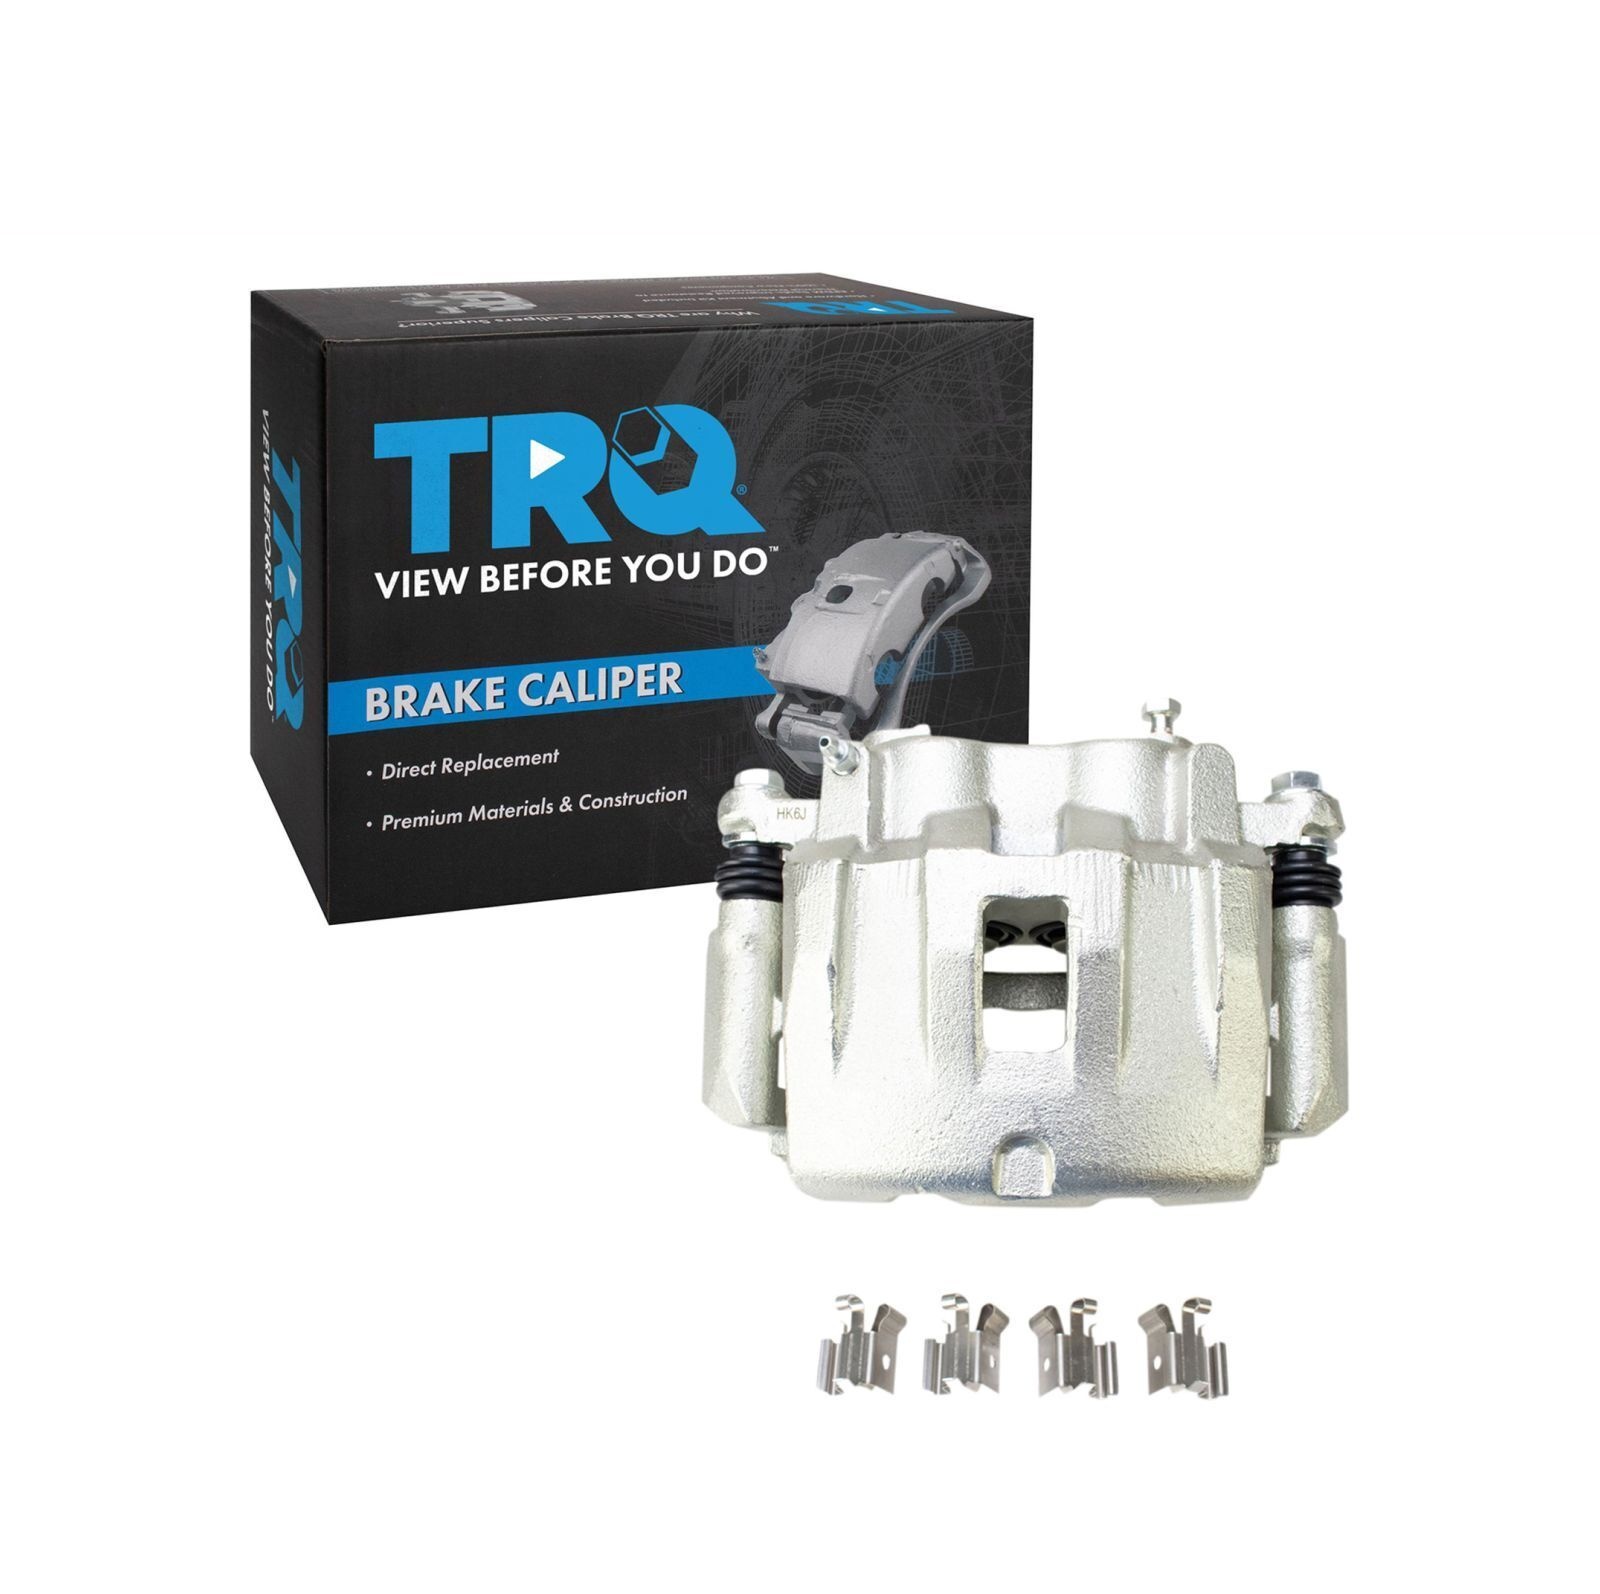 Why are TRQ Brake Calipers Superior?
TRQ
TRQ®
VIEW BEFORE YOU DO™
BRAKE CALIPER
• Direct Replacement
• Premium Materials & Construction
TRQ
VIEW BEFORE YOU DO
HK6J